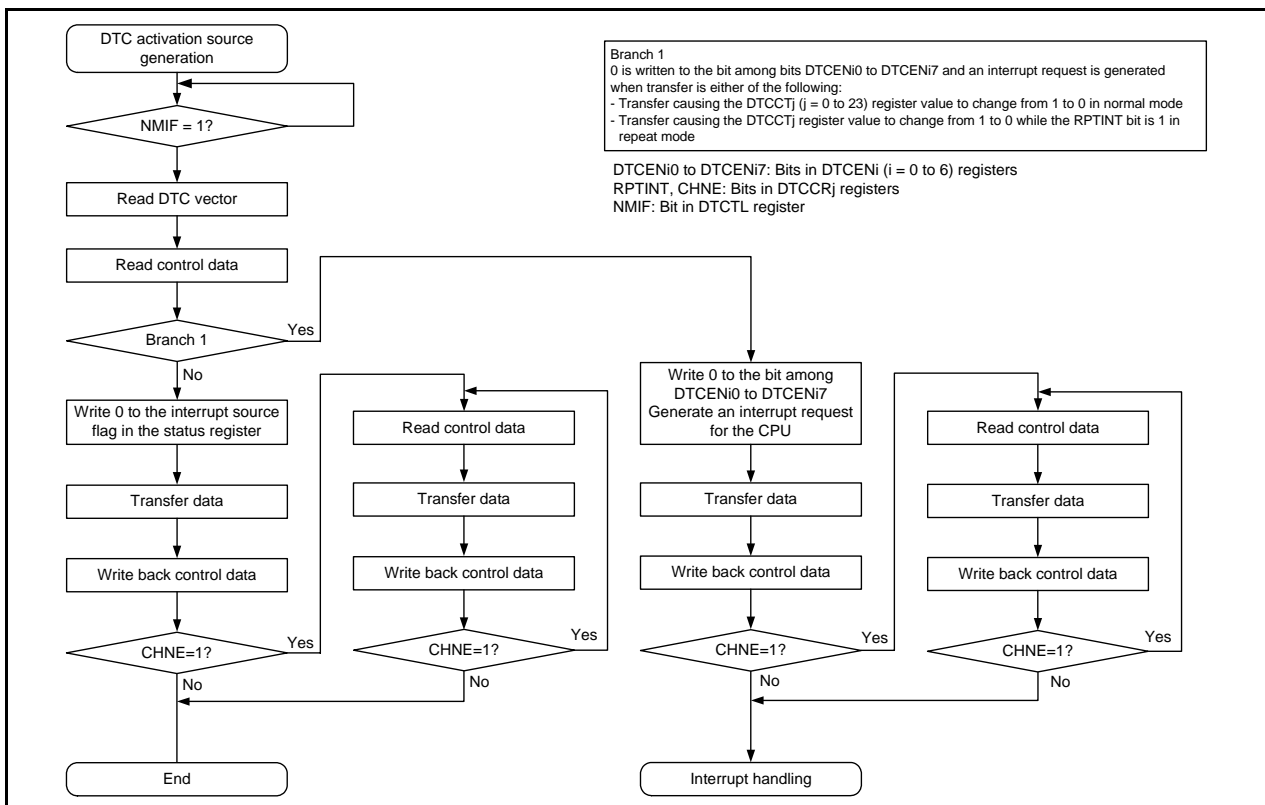 DTC activation source
generation
NMIF = 1?
Read DTC vector
Read control data
Branch 1
Yes
No
Write 0 to the interrupt source
flag in the status register
Transfer data
Write back control data
CHNE=1?
Yes
No
End
Read control data
Transfer data
Write back control data
CHNE=1?
Yes
No
Branch 1
0 is written to the bit among bits DTCENi0 to DTCENi7 and an interrupt request is generated
when transfer is either of the following:
- Transfer causing the DTCCTj (j = 0 to 23) register value to change from 1 to 0 in normal mode
- Transfer causing the DTCCTj register value to change from 1 to 0 while the RPTINT bit is 1 in
repeat mode
DTCENi0 to DTCENi7: Bits in DTCENi (i = 0 to 6) registers
RPTINT, CHNE: Bits in DTCCRj registers
NMIF: Bit in DTCTL register
Write 0 to the bit among
DTCENi0 to DTCENi7
Generate an interrupt request
for the CPU
Transfer data
Write back control data
CHNE=1?
Yes
No
Interrupt handling
Read control data
Transfer data
Write back control data
CHNE=1?
Yes
No